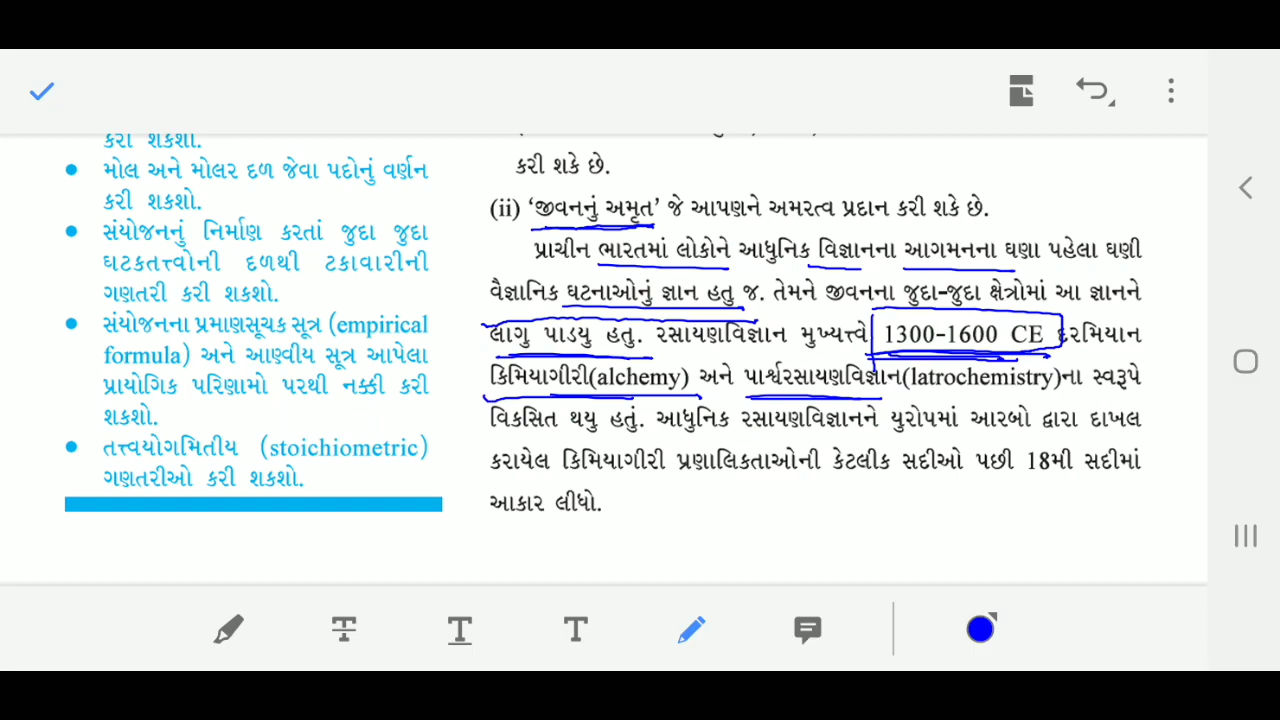 કરી શકશો.
• મોલ અને મોલર દળ જેવા પદોનું વર્ણન
કરી શકશો.
• સંયોજનનું નિર્માણ કરતાં જુદા જુદા
ઘટકતત્ત્વોની દળથી ટકાવારીની
ગણતરી કરી શકશો.
• સંયોજનના પ્રમાણસૂચક સૂત્ર (empirical
formula) અને આણ્વીય સૂત્ર આપેલા
પ્રાયોગિક પરિણામો પરથી નક્કી કરી
શકશો.
• તત્ત્વયોગમિતીય (stoichiometric)
ગણતરીઓ કરી શકશો.
કરી શકે છે.
(ii) ‘જીવનનું અમૃત’ જે આપણને અમરત્વ પ્રદાન કરી શકે છે.
પ્રાચીન ભારતમાં લોકોને આધુનિક વિજ્ઞાનના આગમનના ઘણા પહેલા ઘણી
વૈજ્ઞાનિક ઘટનાઓનું જ્ઞાન હતુ જ. તેમને જીવનના જુદા-જુદા ક્ષેત્રોમાં આ જ્ઞાનને
લાગુ પાડયુ હતુ. રસાયણવિજ્ઞાન મુખ્યત્ત્વે 1300-1600 CE દરમિયાન
કિમિયાગીરી(alchemy) અને પાર્શ્વરસાયણવિજ્ઞાન(latrochemistry)ના સ્વરૂપે
વિકસિત થયુ હતું. આધુનિક રસાયણવિજ્ઞાનને યુરોપમાં આરબો દ્વારા દાખલ
કરાયેલ કિમિયાગીરી પ્રણાલિકતાઓની કેટલીક સદીઓ પછી 18મી સદીમાં
આકાર લીધો.